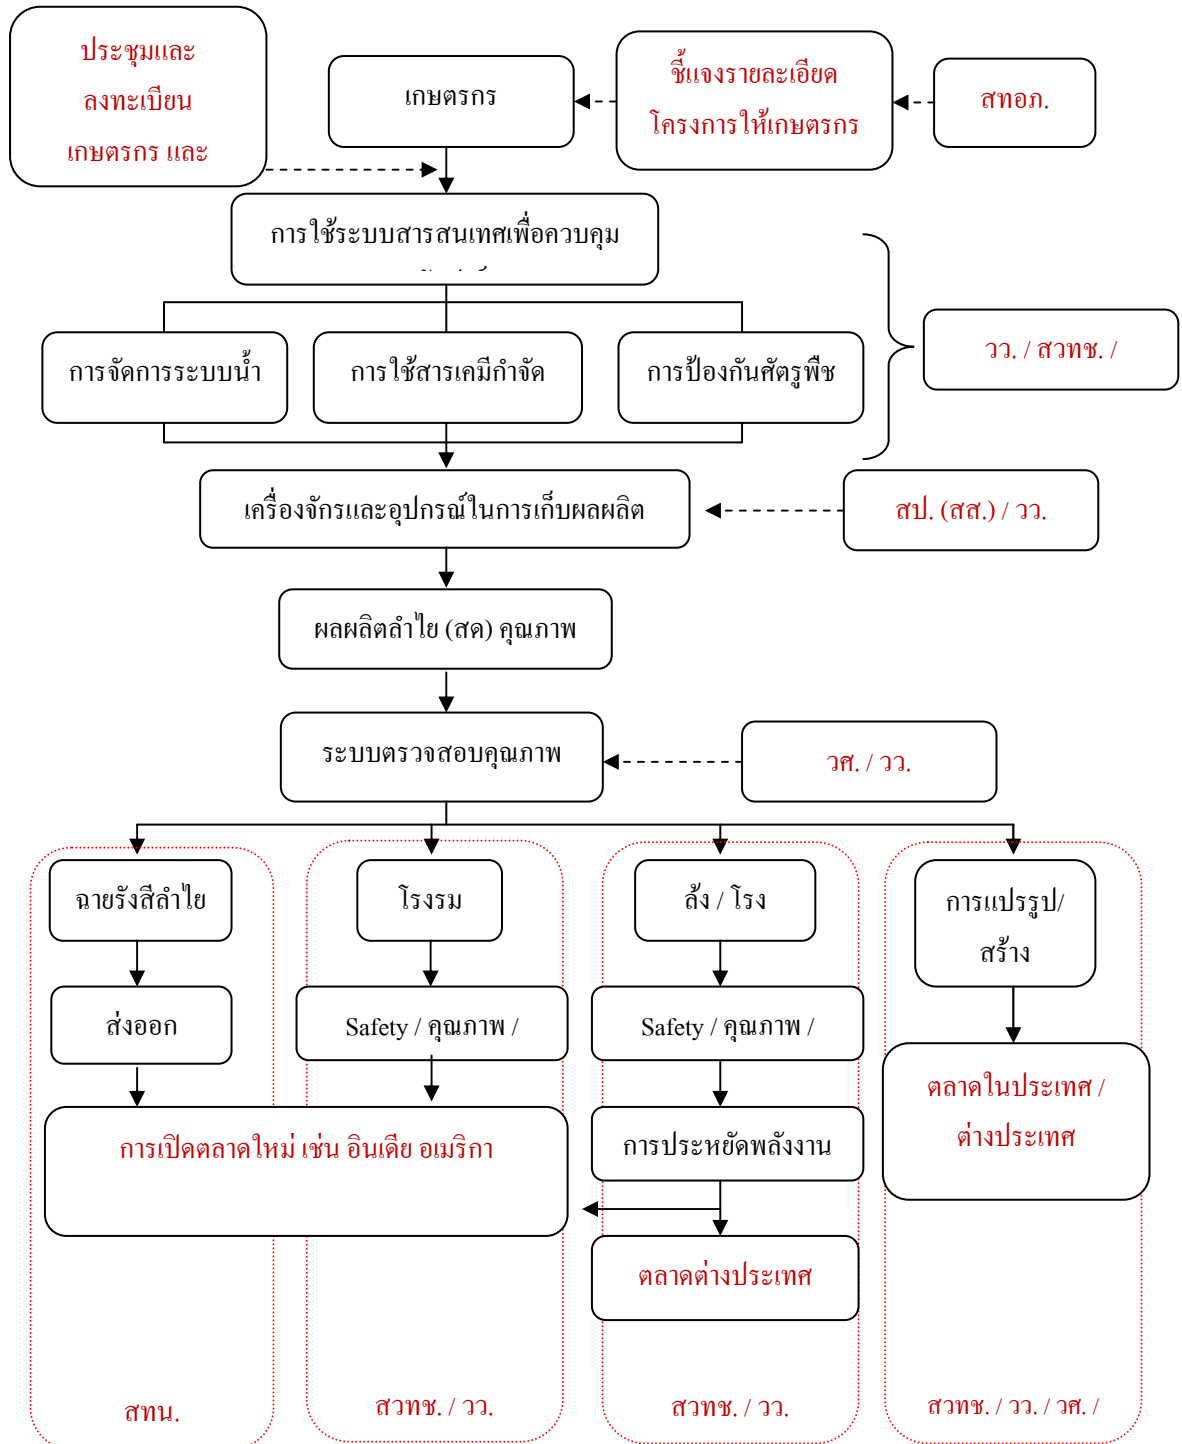 ประชุมและ
ลงทะเบียน
เกษตรกร และ
เกษตรกร
ชี้แจงรายละเอียด
โครงการให้เกษตรกร
สทอภ.
การใช้ระบบสารสนเทศเพื่อควบคุม
การจัดการระบบน้ำ
การใช้สารเคมีกำจัด
การป้องกันศัตรูพืช
วว. / สวทช. /
เครื่องจักรและอุปกรณ์ในการเก็บผลผลิต
สป. (สส.) / วว.
ผลผลิตลำไย (สด) คุณภาพ
ระบบตรวจสอบคุณภาพ
วศ. / วว.
ฉายรังสีลำไย
โรงรม
ล้ง / โรง
การแปรรูป/
สร้าง
ส่งออก
Safety / คุณภาพ /
Safety / คุณภาพ /
ตลาดในประเทศ /
ต่างประเทศ
การเปิดตลาดใหม่ เช่น อินเดีย อเมริกา
การประหยัดพลังงาน
ตลาดต่างประเทศ
สทน.
สวทช. / วว.
สวทช. / วว.
สวทช. / วว. / วศ. /